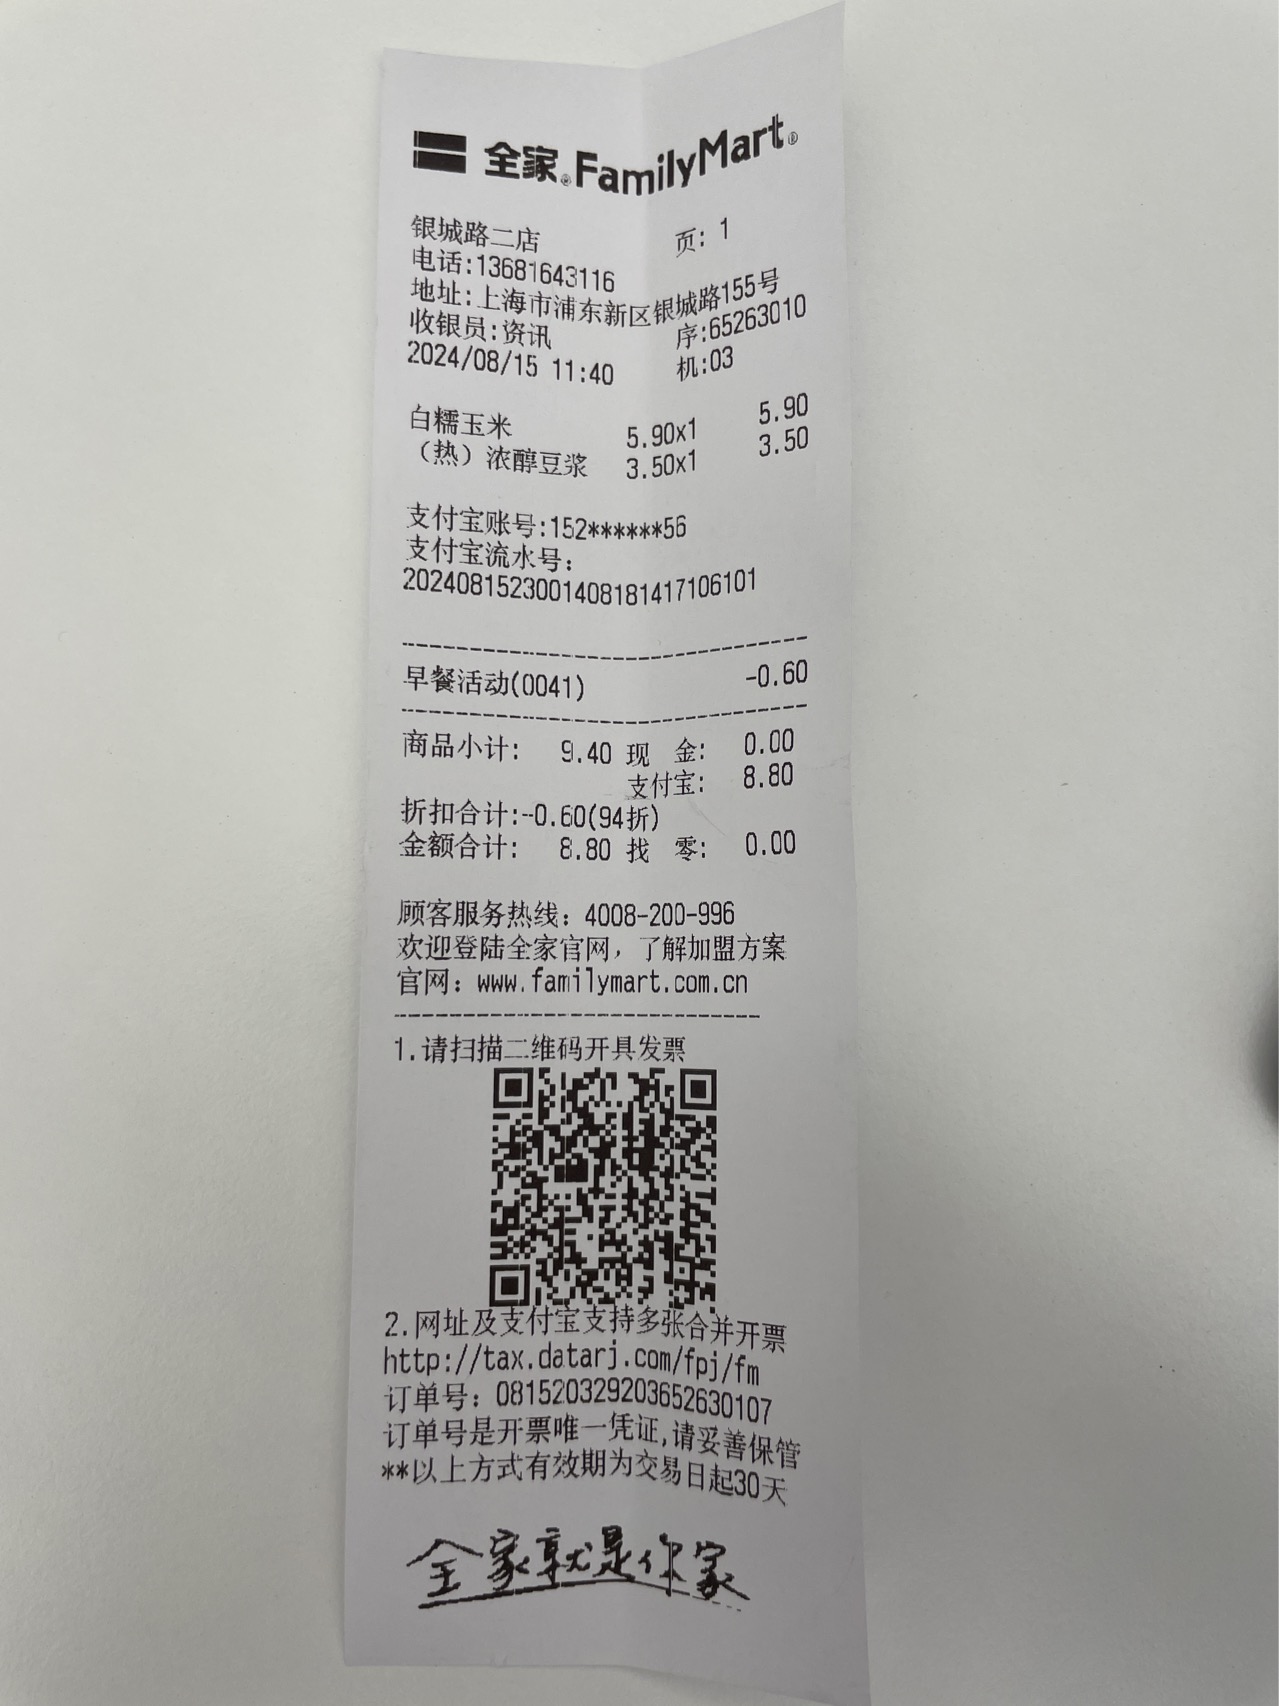 全家®FamilyMart®
银城路二店 页: 1
电话:13681643116
地址:上海市浦东新区银城路155号
收银员:资讯 序:65263010
2024/08/15 11:40 机:03
白糯玉米 5.90x1 5.90
（热）浓醇豆浆 3.50x1 3.50
支付宝账号:152******56
支付宝流水号:
2024081523001408181417106101
早餐活动(0041) -0.60
商品小计: 9.40 现 金: 0.00
支付宝: 8.80
折扣合计:-0.60(94折)
金额合计: 8.80 找 零: 0.00
顾客服务热线: 4008-200-996
欢迎登陆全家官网，了解加盟方案
官网: www.familymart.com.cn
1.请扫描二维码开具发票
2.网址及支付宝支持多张合并开票
http://tax.datarj.com/fpj/fm
订单号: 081520329203652630107
订单号是开票唯一凭证,请妥善保管
**以上方式有效期为交易日起30天
全家就是你家